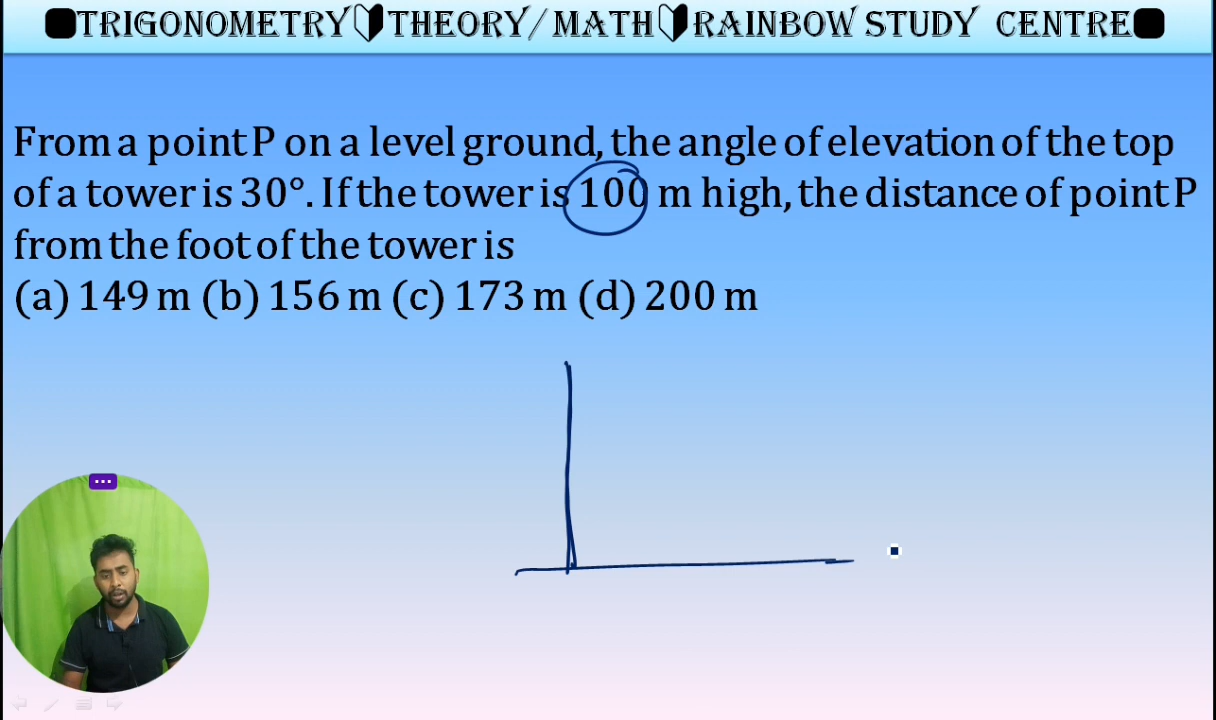 TRIGONOMETRY THEORY/ MATH RAINBOW STUDY CENTRE
From a point P on a level ground, the angle of elevation of the top
of a tower is 30°. If the tower is 100 m high, the distance of point P
from the foot of the tower is
(a) 149 m (b) 156 m (c) 173 m (d) 200 m